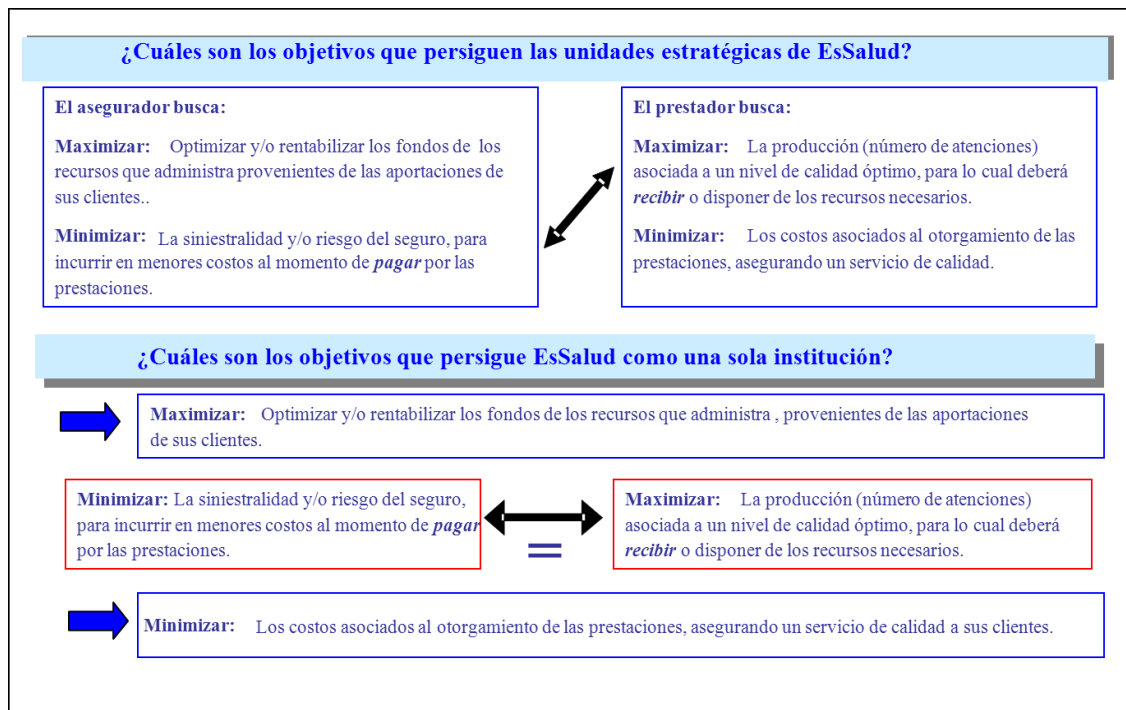 ¿Cuáles son los objetivos que persiguen las unidades estratégicas de EsSalud?
El asegurador busca:
Maximizar: Optimizar y/o rentabilizar los fondos de los
recursos que administra provenientes de las aportaciones de
sus clientes..
Minimizar: La siniestralidad y/o riesgo del seguro, para
incurrir en menores costos al momento de pagar por las
prestaciones.
El prestador busca:
Maximizar: La producción (número de atenciones)
asociada a un nivel de calidad óptimo, para lo cual deberá
recibir o disponer de los recursos necesarios.
Minimizar: Los costos asociados al otorgamiento de las
prestaciones, asegurando un servicio de calidad.
¿Cuáles son los objetivos que persigue EsSalud como una sola institución?
Maximizar: Optimizar y/o rentabilizar los fondos de los recursos que administra , provenientes de las aportaciones
de sus clientes.
Minimizar: La siniestralidad y/o riesgo del seguro,
para incurrir en menores costos al momento de pagar
por las prestaciones.
=
Maximizar: La producción (número de atenciones)
asociada a un nivel de calidad óptimo, para lo cual deberá
recibir o disponer de los recursos necesarios.
Minimizar: Los costos asociados al otorgamiento de las prestaciones, asegurando un servicio de calidad a sus clientes.